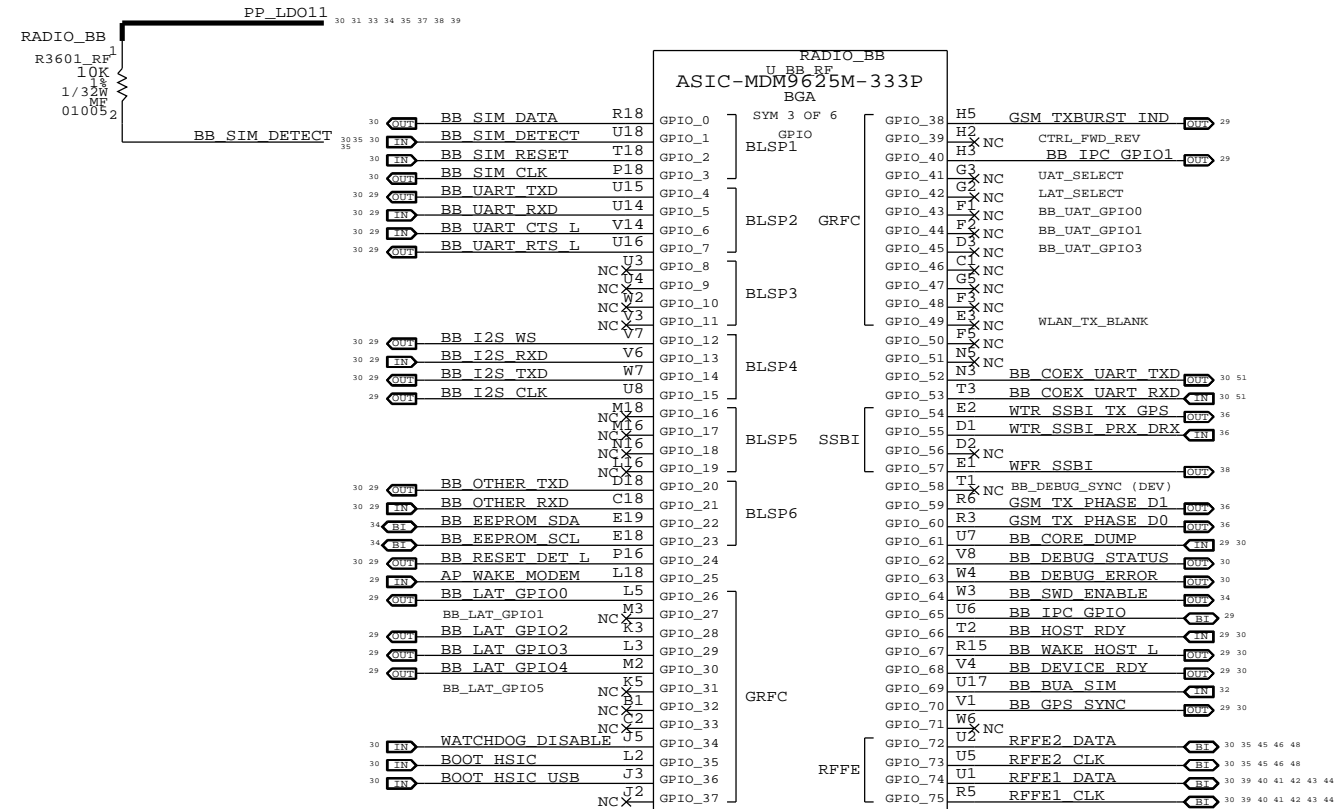 PP_LDO11 30 31 33 34 35 37 38 39
RADIO_BB
1
R3601_RF
10K
1%
1/32W
MF
01005
2
BB_SIM_DETECT 30 35
RADIO_BB
U_BB_RF
ASIC-MDM9625M-333P
BGA
SYM 3 OF 6
GPIO
30 OUT BB_SIM_DATA R18 GPIO_0
35 30 IN BB_SIM_DETECT U18 GPIO_1
30 IN BB_SIM_RESET T18 GPIO_2
30 OUT BB_SIM_CLK P18 GPIO_3
BLSP1
30 29 OUT BB_UART_TXD U15 GPIO_4
30 29 IN BB_UART_RXD U14 GPIO_5
30 29 IN BB_UART_CTS_L V14 GPIO_6
30 29 OUT BB_UART_RTS_L U16 GPIO_7
BLSP2
NC U3 GPIO_8
NC U4 GPIO_9
NC W2 GPIO_10
NC V3 GPIO_11
BLSP3
30 29 OUT BB_I2S_WS V7 GPIO_12
30 29 IN BB_I2S_RXD V6 GPIO_13
30 29 OUT BB_I2S_TXD W7 GPIO_14
29 OUT BB_I2S_CLK U8 GPIO_15
BLSP4
NC M18 GPIO_16
NC M16 GPIO_17
NC N16 GPIO_18
NC L16 GPIO_19
BLSP5
30 29 OUT BB_OTHER_TXD D18 GPIO_20
30 29 IN BB_OTHER_RXD C18 GPIO_21
34 BI BB_EEPROM_SDA E19 GPIO_22
34 BI BB_EEPROM_SCL E18 GPIO_23
BLSP6
30 29 OUT BB_RESET_DET_L P16 GPIO_24
29 IN AP_WAKE_MODEM L18 GPIO_25
29 OUT BB_LAT_GPIO0 L5 GPIO_26
BB_LAT_GPIO1 NC M3 GPIO_27
29 OUT BB_LAT_GPIO2 K3 GPIO_28
29 OUT BB_LAT_GPIO3 L3 GPIO_29
29 OUT BB_LAT_GPIO4 M2 GPIO_30
BB_LAT_GPIO5 NC K5 GPIO_31
NC B1 GPIO_32
NC C2 GPIO_33
30 IN WATCHDOG_DISABLE J5 GPIO_34
30 IN BOOT_HSIC L2 GPIO_35
30 IN BOOT_HSIC_USB J3 GPIO_36
NC J2 GPIO_37
GRFC
GPIO_38 H5 GSM_TXBURST_IND OUT 29
GPIO_39 H2 NC CTRL_FWD_REV
GPIO_40 H3 BB_IPC_GPIO1 OUT 29
GPIO_41 G3 NC UAT_SELECT
GPIO_42 G2 NC LAT_SELECT
GPIO_43 F1 NC BB_UAT_GPIO0
GPIO_44 F2 NC BB_UAT_GPIO1
GPIO_45 D3 NC BB_UAT_GPIO3
GPIO_46 C1 NC
GPIO_47 G5 NC
GPIO_48 F3 NC
GPIO_49 E3 NC WLAN_TX_BLANK
GRFC
GPIO_50 F5 NC
GPIO_51 N5 NC
GPIO_52 N3 BB_COEX_UART_TXD OUT 30 51
GPIO_53 T3 BB_COEX_UART_RXD IN 30 51
GPIO_54 E2 WTR_SSBI_TX_GPS OUT 36
GPIO_55 D1 WTR_SSBI_PRX_DRX IN 36
GPIO_56 D2 NC
GPIO_57 E1 WFR_SSBI OUT 38
SSBI
GPIO_58 T1 NC BB_DEBUG_SYNC (DEV)
GPIO_59 R6 GSM_TX_PHASE_D1 OUT 36
GPIO_60 R3 GSM_TX_PHASE_D0 OUT 36
GPIO_61 U7 BB_CORE_DUMP IN 29 30
GPIO_62 V8 BB_DEBUG_STATUS OUT 30
GPIO_63 W4 BB_DEBUG_ERROR OUT 30
GPIO_64 W3 BB_SWD_ENABLE OUT 34
GPIO_65 U6 BB_IPC_GPIO BI 29
GPIO_66 T2 BB_HOST_RDY IN 29 30
GPIO_67 R15 BB_WAKE_HOST_L OUT 29 30
GPIO_68 V4 BB_DEVICE_RDY OUT 29 30
GPIO_69 U17 BB_BUA_SIM IN 32
GPIO_70 V1 BB_GPS_SYNC OUT 29 30
GPIO_71 W6 NC
GPIO_72 U2 RFFE2_DATA BI 30 35 45 46 48
GPIO_73 U5 RFFE2_CLK BI 30 35 45 46 48
GPIO_74 U1 RFFE1_DATA BI 30 39 40 41 42 43 44
GPIO_75 R5 RFFE1_CLK BI 30 39 40 41 42 43 44
RFFE